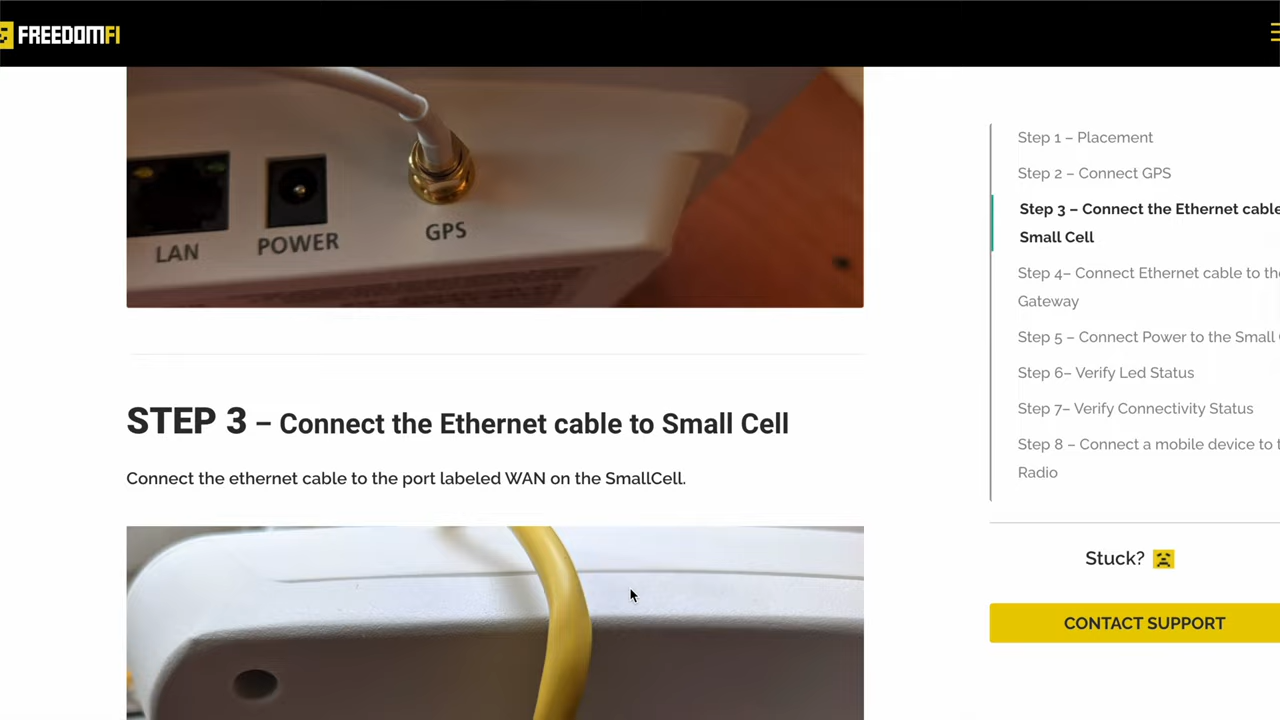 FREEDOMFI
LAN
POWER
GPS
STEP 3 – Connect the Ethernet cable to Small Cell
Connect the ethernet cable to the port labeled WAN on the SmallCell.
Step 1 – Placement
Step 2 – Connect GPS
Step 3 – Connect the Ethernet cable
Small Cell
Step 4– Connect Ethernet cable to the
Gateway
Step 5 – Connect Power to the Small
Step 6– Verify Led Status
Step 7– Verify Connectivity Status
Step 8 – Connect a mobile device to
Radio
Stuck?
CONTACT SUPPORT